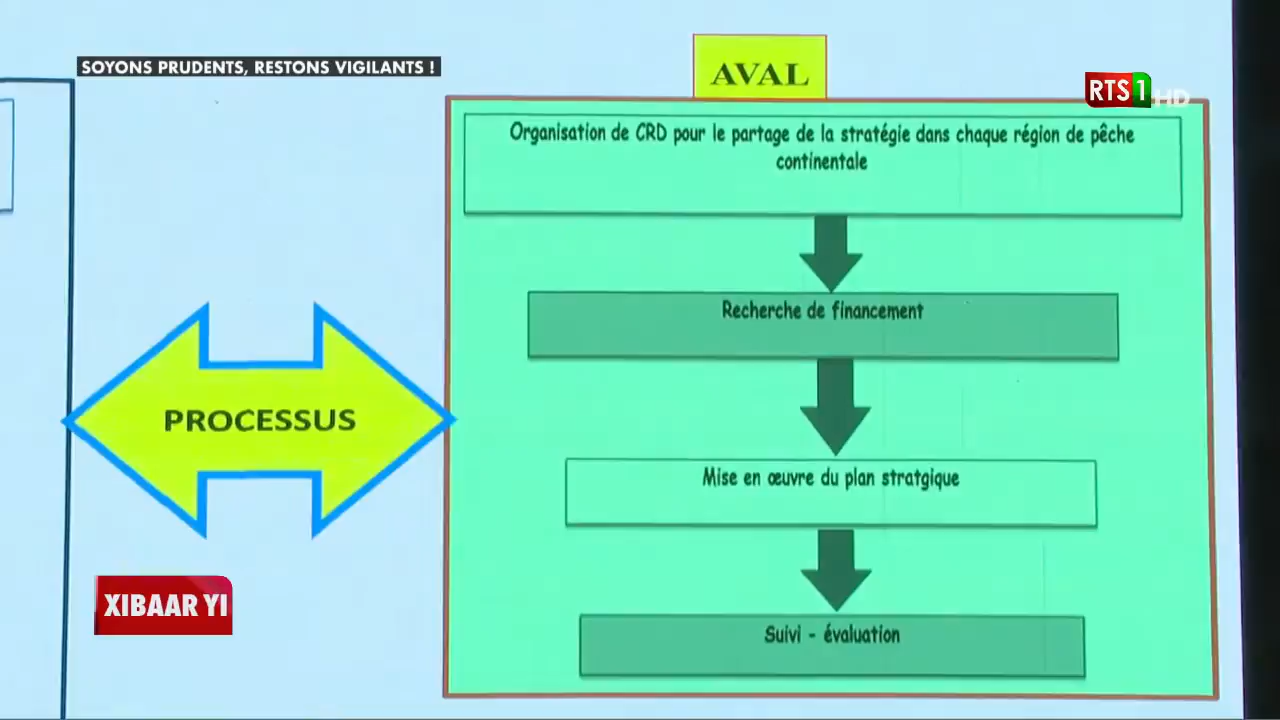 SOYONS PRUDENTS, RESTONS VIGILANTS !
AVAL
RTS1 HD
Organisation de CRD pour le partage de la stratégie dans chaque région de pêche
continentale
Recherche de financement
PROCESSUS
Mise en œuvre du plan stratgique
XIBAAR YI
Suivi - évaluation